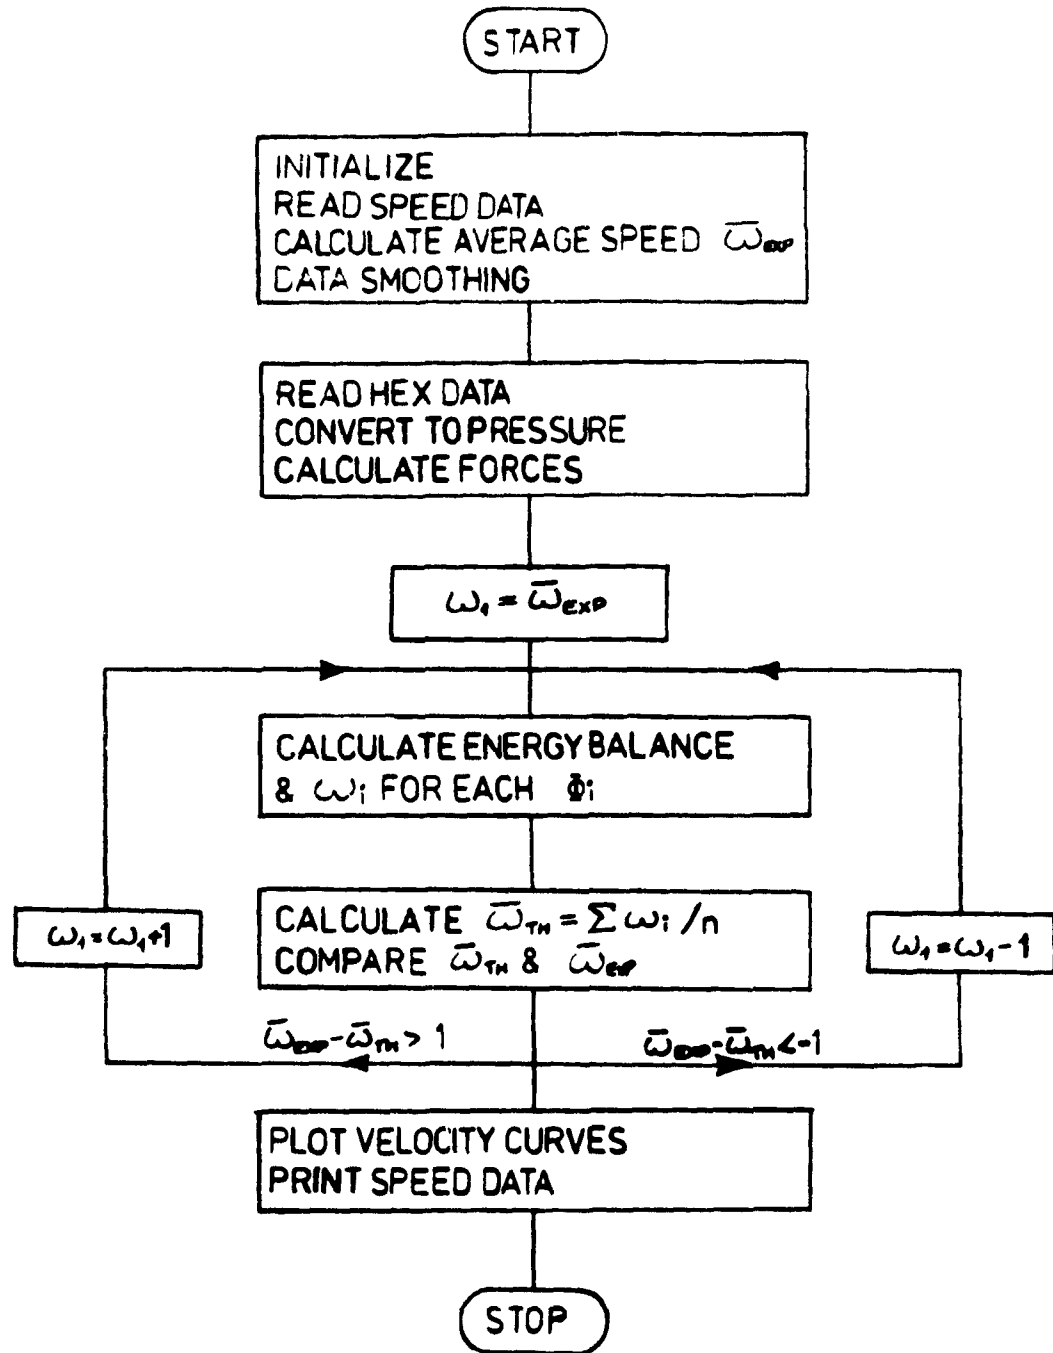 START
INITIALIZE
READ SPEED DATA
CALCULATE AVERAGE SPEED ω̅EXP
DATA SMOOTHING
READ HEX DATA
CONVERT TO PRESSURE
CALCULATE FORCES
ω₁ = ω̅EXP
CALCULATE ENERGY BALANCE
& ωi FOR EACH Φi
CALCULATE ω̅TH = Σ ωi /n
COMPARE ω̅TH & ω̅EXP
ω₁=ω₁+1
ω₁=ω₁-1
ω̅EXP-ω̅TH > 1
ω̅EXP-ω̅TH <-1
PLOT VELOCITY CURVES
PRINT SPEED DATA
STOP